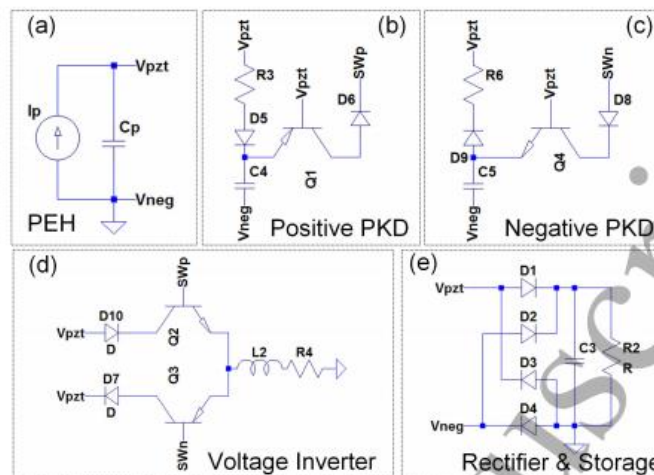 (a)
Vpzt
Ip
Cp
Vneg
PEH
(b)
Vpzt
R3
D5
C4
Vneg
Vpzt
Q1
SWp
D6
Positive PKD
(c)
Vpzt
R6
D9
C5
Vneg
Vpzt
Q4
SWn
D8
Negative PKD
(d)
SWp
D10
Vpzt
D
Q2
L2
R4
D7
Vpzt
D
Q3
SWn
Voltage Inverter
(e)
D1
Vpzt
D2
D3
C3
R2
R
D4
Vneg
Rectifier & Storage